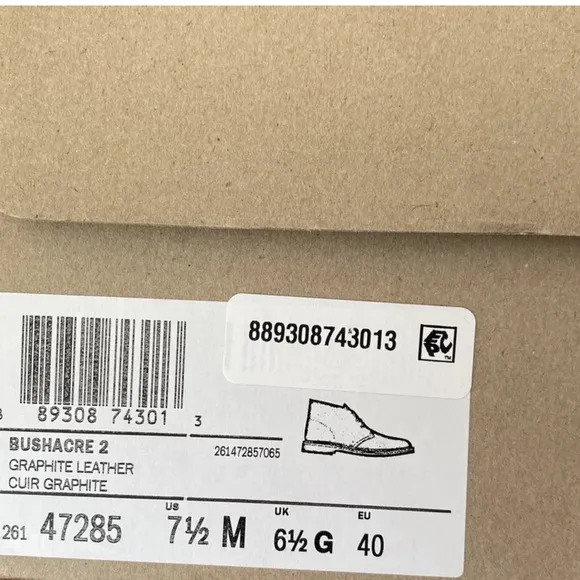 889308743013
8 89308 74301 3
BUSHACRE 2
261472857065
GRAPHITE LEATHER
CUIR GRAPHITE
US UK EU
261 47285 7½ M 6½ G 40